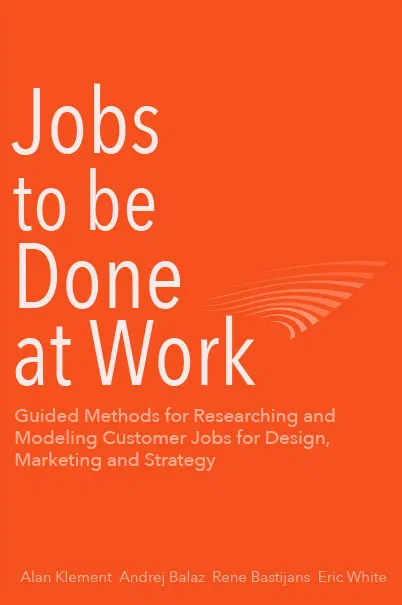 Jobs
to be
Done
at Work
Guided Methods for Researching and
Modeling Customer Jobs for Design,
Marketing and Strategy
Alan Klement Andrej Balaz Rene Bastijans Eric White